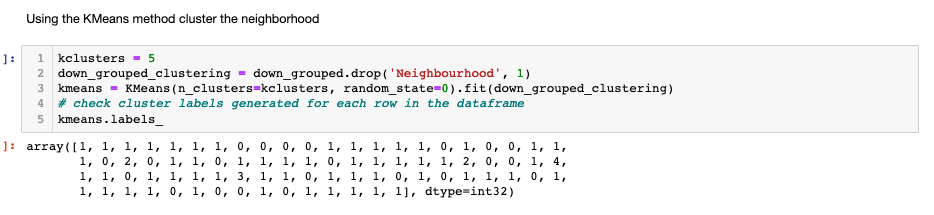 Using the KMeans method cluster the neighborhood
]: 1 kclusters = 5
2 down_grouped_clustering = down_grouped.drop('Neighbourhood', 1)
3 kmeans = KMeans(n_clusters=kclusters, random_state=0).fit(down_grouped_clustering)
4 # check cluster labels generated for each row in the dataframe
5 kmeans.labels_
]: array([1, 1, 1, 1, 1, 1, 1, 0, 0, 0, 0, 1, 1, 1, 1, 1, 0, 1, 0, 0, 1, 1,
1, 0, 2, 0, 1, 1, 0, 1, 1, 1, 1, 0, 1, 1, 1, 1, 1, 2, 0, 0, 1, 4,
1, 1, 0, 1, 1, 1, 1, 3, 1, 1, 0, 1, 1, 1, 0, 1, 0, 1, 1, 1, 0, 1,
1, 1, 1, 1, 0, 1, 0, 0, 1, 0, 1, 1, 1, 1, 1], dtype=int32)